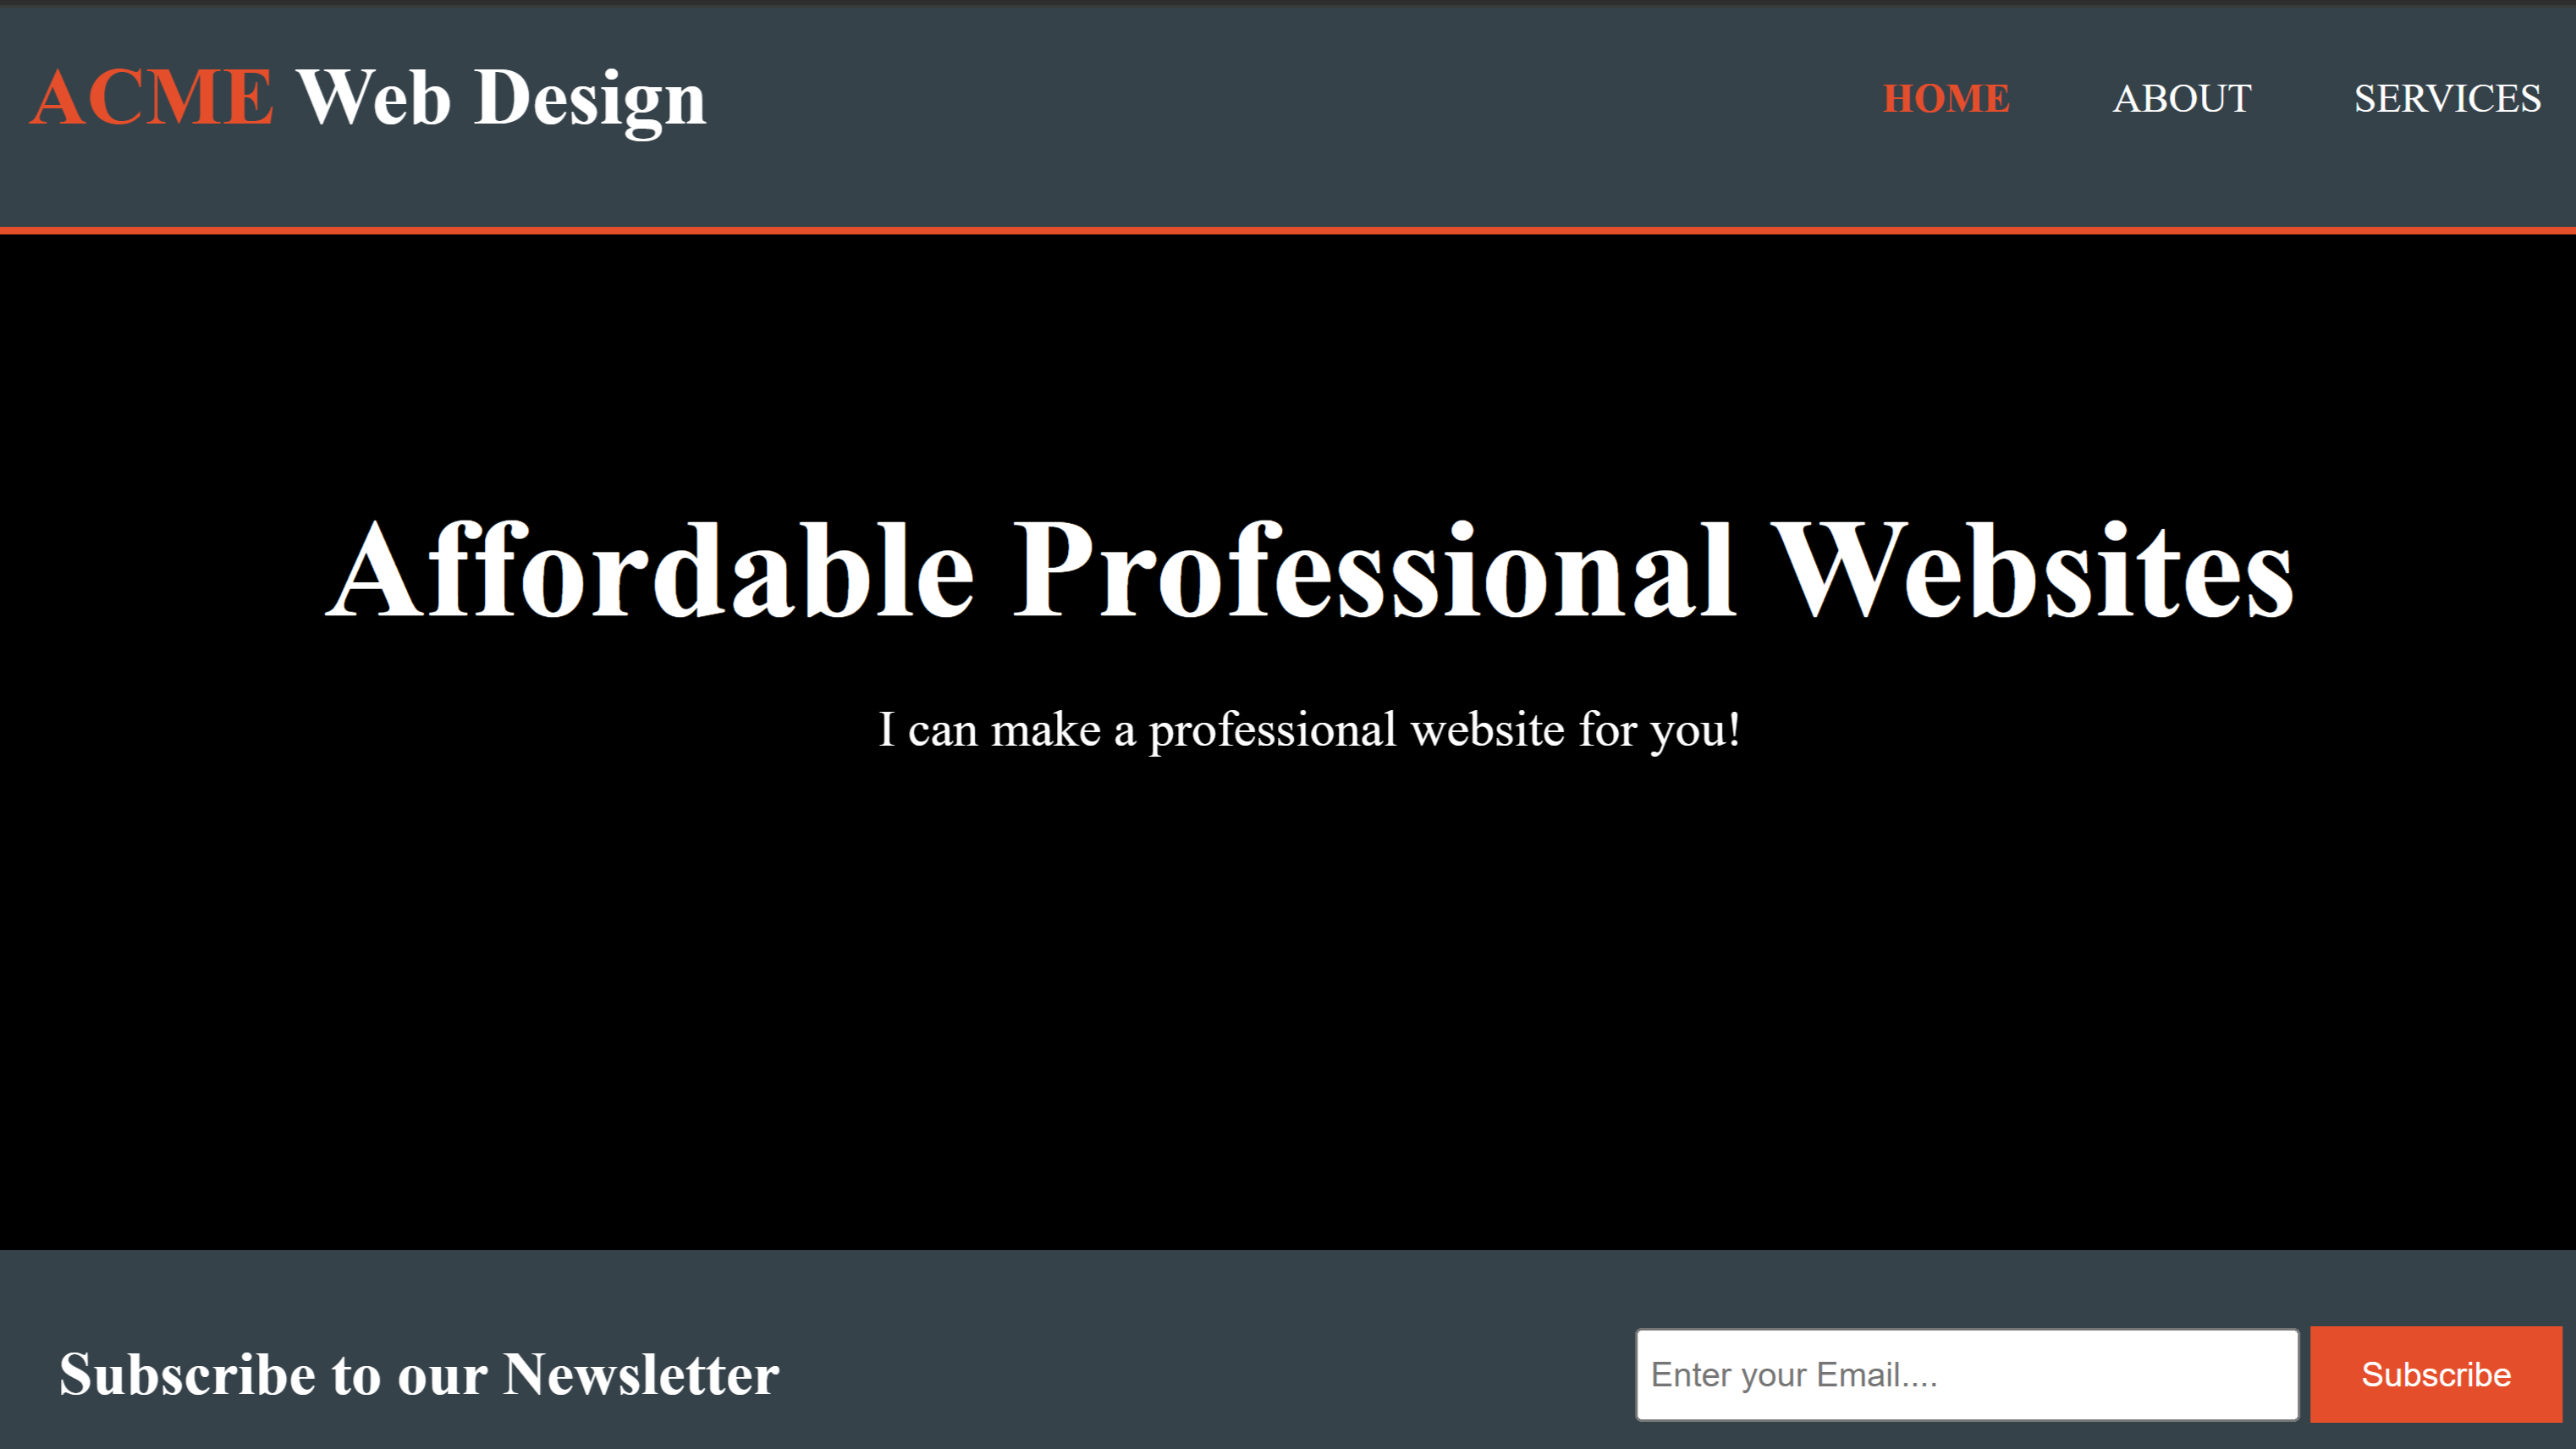 ACME Web Design
HOME ABOUT SERVICES
Affordable Professional Websites
I can make a professional website for you!
Subscribe to our Newsletter
Enter your Email....
Subscribe